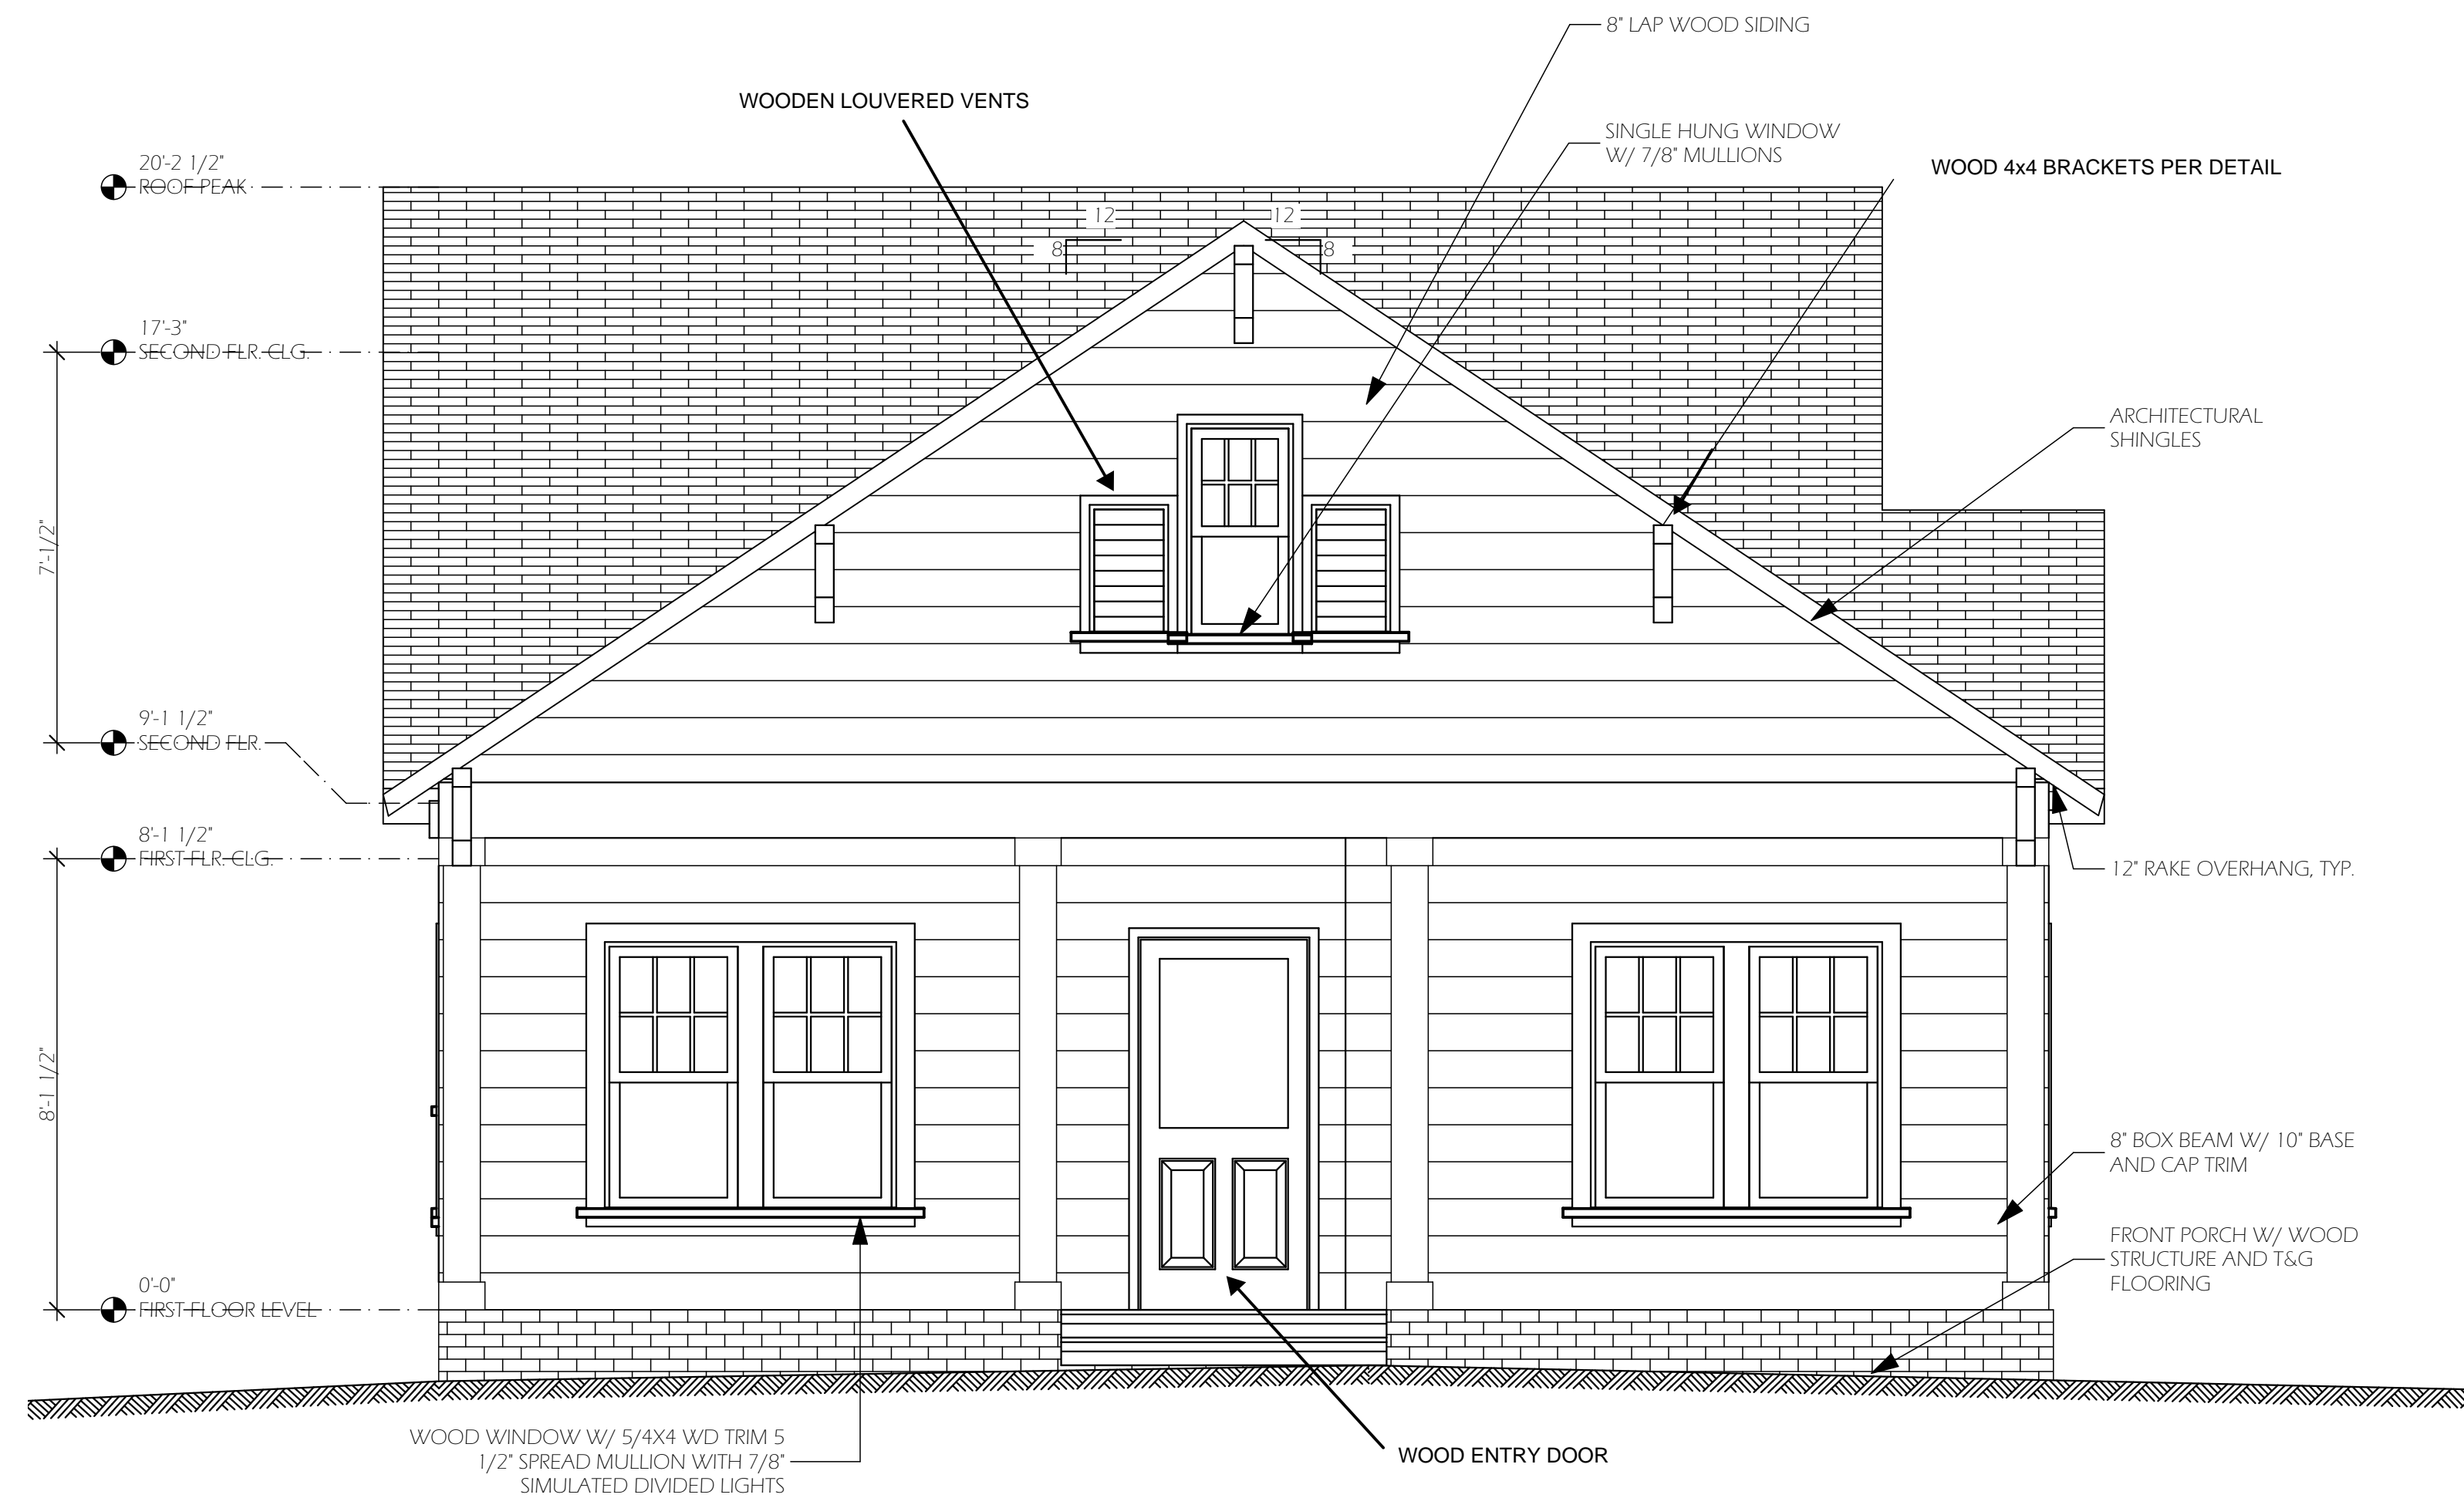 8" LAP WOOD SIDING
WOODEN LOUVERED VENTS
SINGLE HUNG WINDOW
W/ 7/8" MULLIONS
WOOD 4x4 BRACKETS PER DETAIL
20'-2 1/2"
ROOF PEAK
12
12
8
8
17'-3"
SECOND FLR. CLG.
ARCHITECTURAL
SHINGLES
7'-1/2"
9'-1 1/2"
SECOND FLR.
8'-1 1/2"
FIRST FLR. CLG.
12" RAKE OVERHANG, TYP.
8'-1 1/2"
8" BOX BEAM W/ 10" BASE
AND CAP TRIM
FRONT PORCH W/ WOOD
STRUCTURE AND T&G
FLOORING
0'-0"
FIRST FLOOR LEVEL
WOOD WINDOW W/ 5/4X4 WD TRIM 5
1/2" SPREAD MULLION WITH 7/8"
SIMULATED DIVIDED LIGHTS
WOOD ENTRY DOOR